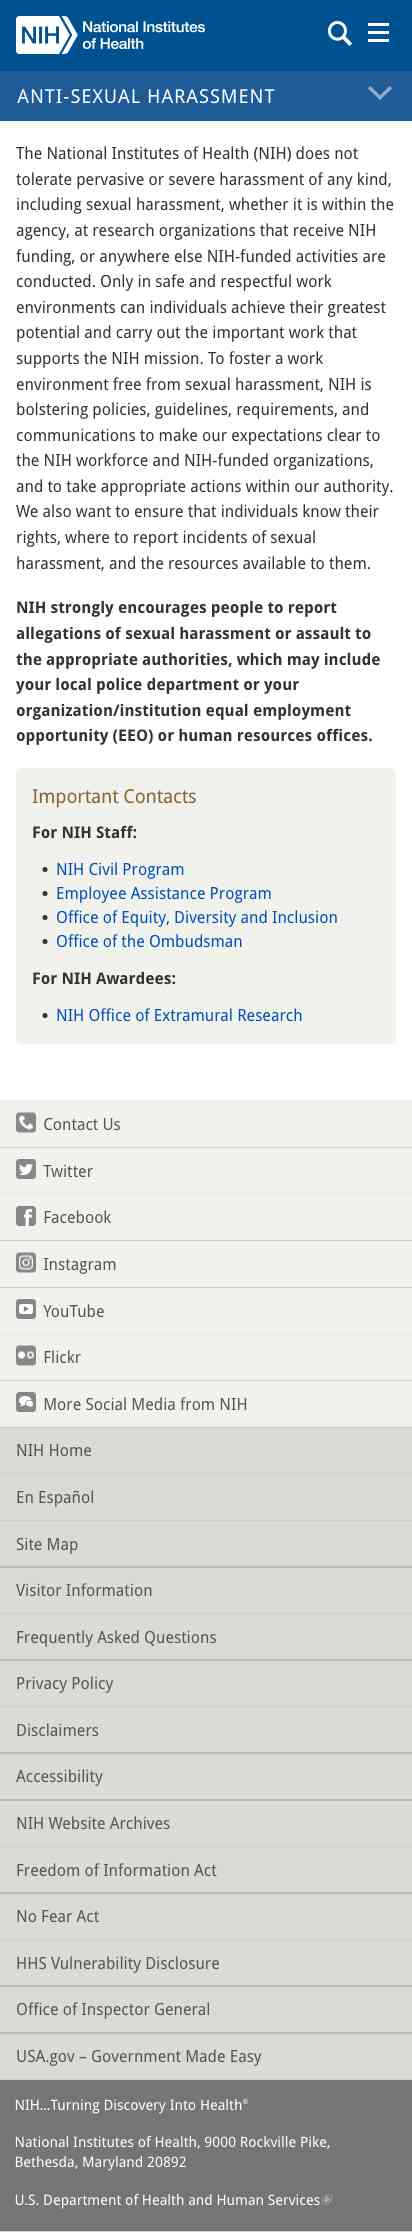 NIH National Institutes
of Health
ANTI-SEXUAL HARASSMENT
The National Institutes of Health (NIH) does not
tolerate pervasive or severe harassment of any kind,
including sexual harassment, whether it is within the
agency, at research organizations that receive NIH
funding, or anywhere else NIH-funded activities are
conducted. Only in safe and respectful work
environments can individuals achieve their greatest
potential and carry out the important work that
supports the NIH mission. To foster a work
environment free from sexual harassment, NIH is
bolstering policies, guidelines, requirements, and
communications to make our expectations clear to
the NIH workforce and NIH-funded organizations,
and to take appropriate actions within our authority.
We also want to ensure that individuals know their
rights, where to report incidents of sexual
harassment, and the resources available to them.
NIH strongly encourages people to report
allegations of sexual harassment or assault to
the appropriate authorities, which may include
your local police department or your
organization/institution equal employment
opportunity (EEO) or human resources offices.
Important Contacts
For NIH Staff:
• NIH Civil Program
• Employee Assistance Program
• Office of Equity, Diversity and Inclusion
• Office of the Ombudsman
For NIH Awardees:
• NIH Office of Extramural Research
Contact Us
Twitter
Facebook
Instagram
YouTube
Flickr
More Social Media from NIH
NIH Home
En Español
Site Map
Visitor Information
Frequently Asked Questions
Privacy Policy
Disclaimers
Accessibility
NIH Website Archives
Freedom of Information Act
No Fear Act
HHS Vulnerability Disclosure
Office of Inspector General
USA.gov – Government Made Easy
NIH...Turning Discovery Into Health®
National Institutes of Health, 9000 Rockville Pike,
Bethesda, Maryland 20892
U.S. Department of Health and Human Services